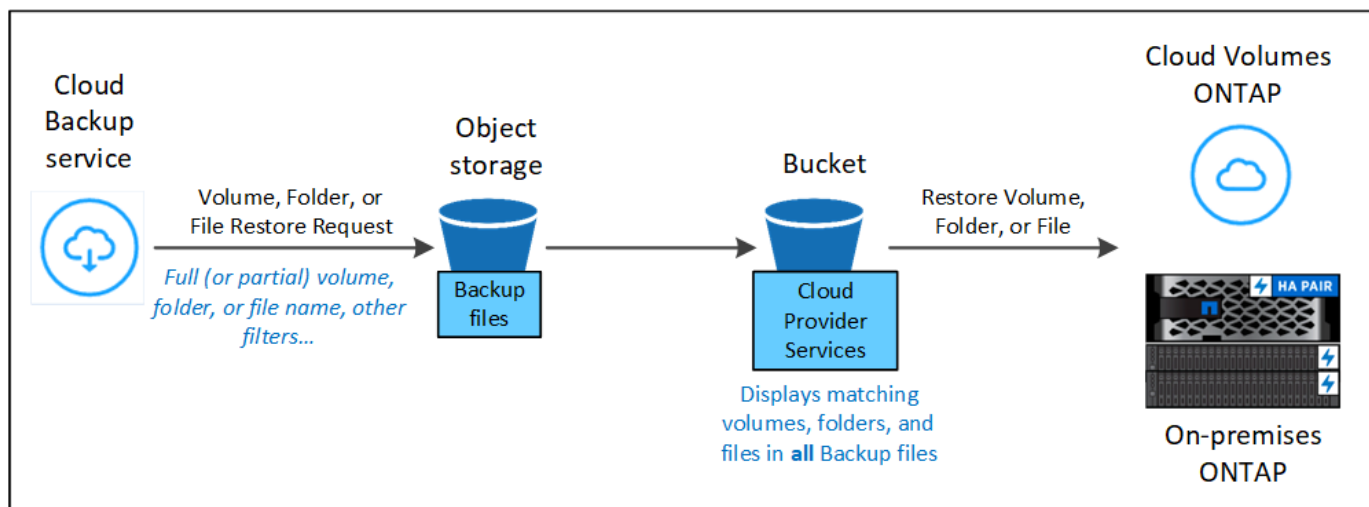 Cloud
Backup
service
Volume, Folder, or
File Restore Request
Full (or partial) volume,
folder, or file name, other
filters...
Object
storage
Backup
files
Bucket
Cloud
Provider
Services
Displays matching
volumes, folders, and
files in all Backup files
Restore Volume,
Folder, or File
Cloud Volumes
ONTAP
HA PAIR
On-premises
ONTAP